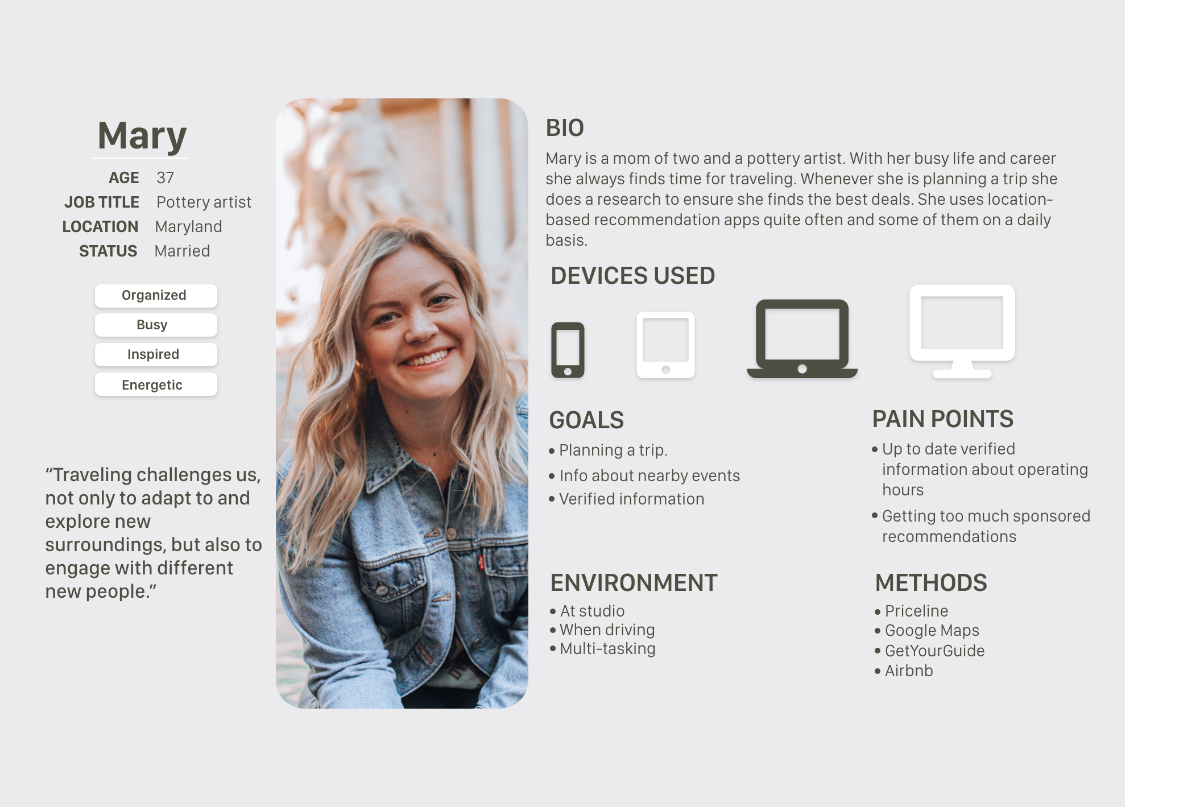 Mary
AGE 37
JOB TITLE Pottery artist
LOCATION Maryland
STATUS Married
Organized
Busy
Inspired
Energetic
“Traveling challenges us,
not only to adapt to and
explore new
surroundings, but also to
engage with different
new people.”
BIO
Mary is a mom of two and a pottery artist. With her busy life and career
she always finds time for traveling. Whenever she is planning a trip she
does a research to ensure she finds the best deals. She uses location-
based recommendation apps quite often and some of them on a daily
basis.
DEVICES USED
GOALS
• Planning a trip.
• Info about nearby events
• Verified information
PAIN POINTS
• Up to date verified
information about operating
hours
• Getting too much sponsored
recommendations
ENVIRONMENT
• At studio
• When driving
• Multi-tasking
METHODS
• Priceline
• Google Maps
• GetYourGuide
• Airbnb